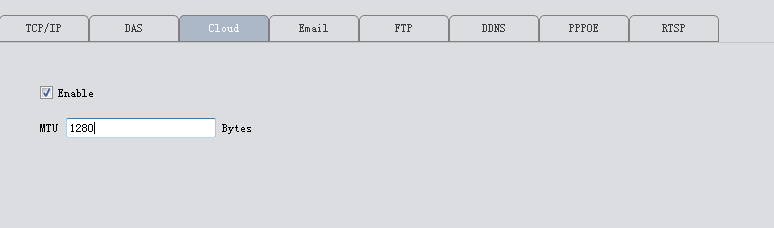 TCP/IP DAS Cloud Email FTP DDNS PPPOE RTSP
Enable
MTU 1280 Bytes